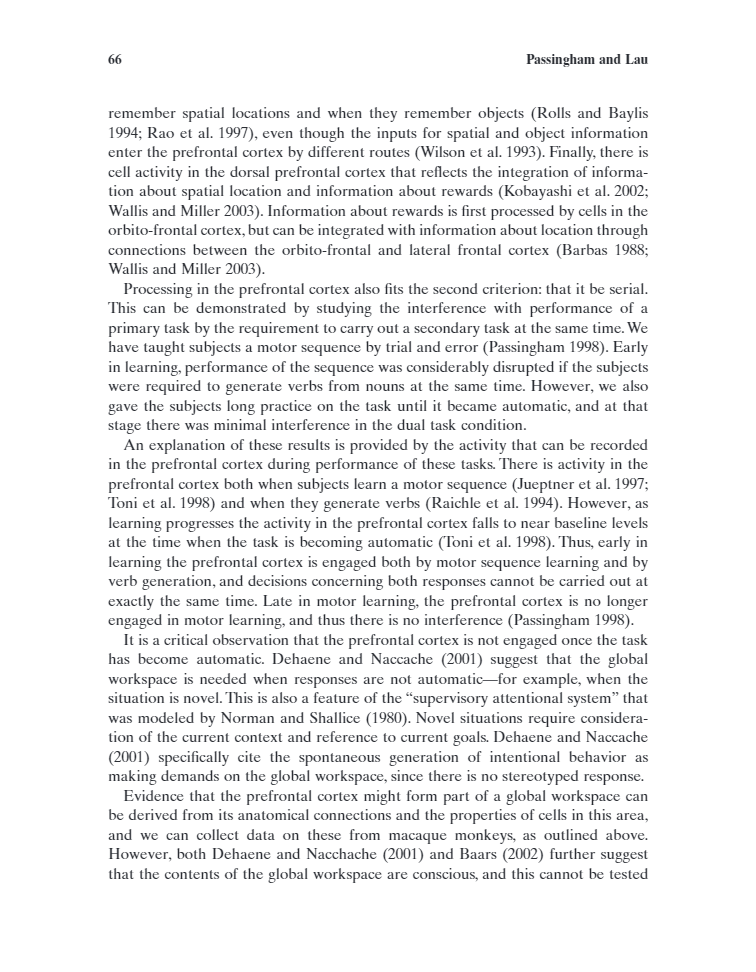 66 Passingham and Lau
remember spatial locations and when they remember objects (Rolls and Baylis
1994; Rao et al. 1997), even though the inputs for spatial and object information
enter the prefrontal cortex by different routes (Wilson et al. 1993). Finally, there is
cell activity in the dorsal prefrontal cortex that reflects the integration of informa-
tion about spatial location and information about rewards (Kobayashi et al. 2002;
Wallis and Miller 2003). Information about rewards is first processed by cells in the
orbito-frontal cortex, but can be integrated with information about location through
connections between the orbito-frontal and lateral frontal cortex (Barbas 1988;
Wallis and Miller 2003).
Processing in the prefrontal cortex also fits the second criterion: that it be serial.
This can be demonstrated by studying the interference with performance of a
primary task by the requirement to carry out a secondary task at the same time. We
have taught subjects a motor sequence by trial and error (Passingham 1998). Early
in learning, performance of the sequence was considerably disrupted if the subjects
were required to generate verbs from nouns at the same time. However, we also
gave the subjects long practice on the task until it became automatic, and at that
stage there was minimal interference in the dual task condition.
An explanation of these results is provided by the activity that can be recorded
in the prefrontal cortex during performance of these tasks. There is activity in the
prefrontal cortex both when subjects learn a motor sequence (Jueptner et al. 1997;
Toni et al. 1998) and when they generate verbs (Raichle et al. 1994). However, as
learning progresses the activity in the prefrontal cortex falls to near baseline levels
at the time when the task is becoming automatic (Toni et al. 1998). Thus, early in
learning the prefrontal cortex is engaged both by motor sequence learning and by
verb generation, and decisions concerning both responses cannot be carried out at
exactly the same time. Late in motor learning, the prefrontal cortex is no longer
engaged in motor learning, and thus there is no interference (Passingham 1998).
It is a critical observation that the prefrontal cortex is not engaged once the task
has become automatic. Dehaene and Naccache (2001) suggest that the global
workspace is needed when responses are not automatic—for example, when the
situation is novel. This is also a feature of the “supervisory attentional system” that
was modeled by Norman and Shallice (1980). Novel situations require considera-
tion of the current context and reference to current goals. Dehaene and Naccache
(2001) specifically cite the spontaneous generation of intentional behavior as
making demands on the global workspace, since there is no stereotyped response.
Evidence that the prefrontal cortex might form part of a global workspace can
be derived from its anatomical connections and the properties of cells in this area,
and we can collect data on these from macaque monkeys, as outlined above.
However, both Dehaene and Nacchache (2001) and Baars (2002) further suggest
that the contents of the global workspace are conscious, and this cannot be tested